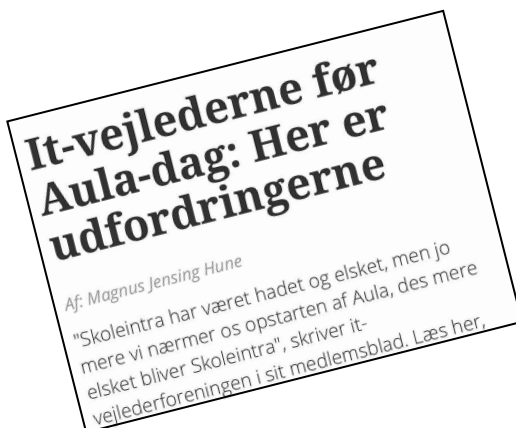 It-vejlederne før
Aula-dag: Her er
udfordringerne
Af: Magnus Jensing Hune
"Skoleintra har været hadet og elsket, men jo
mere vi nærmer os opstarten af Aula, des mere
elsket bliver Skoleintra", skriver it-
vejlederforeningen i sit medlemsblad. Læs her,